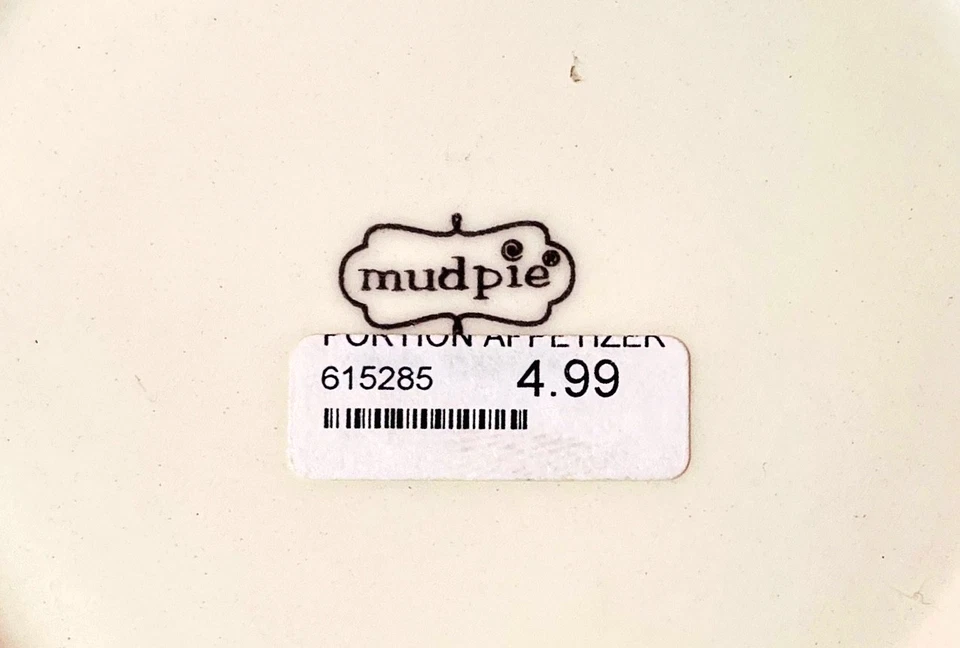 mudpie®
PORTION APPETIZER
615285 4.99